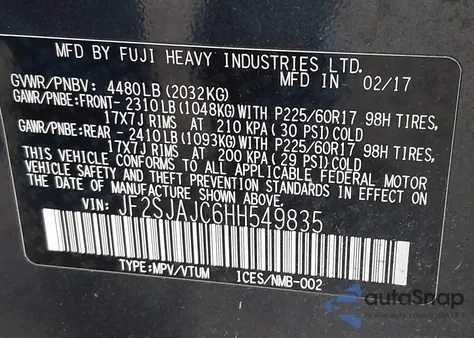 MFD BY FUJI HEAVY INDUSTRIES LTD.
MFD IN 02/17
GVWR/PNBV: 4480LB (2032KG)
GAWR/PNBE:FRONT- 2310LB (1048KG)WITH P225/60R17 98H TIRES,
17X7J RIMS AT 210 KPA (30 PSI)COLD
GAWR/PNBE:REAR - 2410LB (1093KG)WITH P225/60R17 98H TIRES,
17X7J RIMS AT 200 KPA (29 PSI)COLD
THIS VEHICLE CONFORMS TO ALL APPLICABLE FEDERAL MOTOR
VEHICLE SAFETY AND BUMPER STANDARDS IN EFFECT ON THE
DATE OF MANUFACTURE SHOWN ABOVE.
VIN: JF2SJAJC6HH549835
TYPE:MPV/VTUM ICES/NMB-002
autoSnap